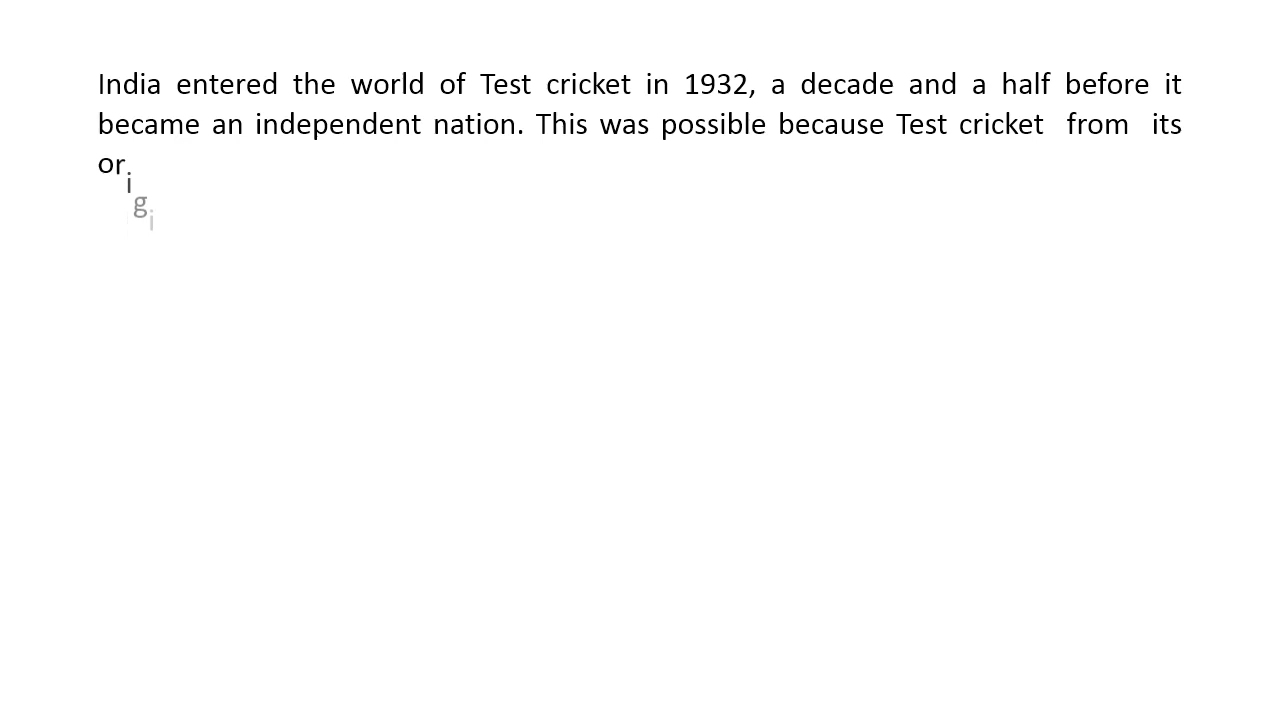 India entered the world of Test cricket in 1932, a decade and a half before it
became an independent nation. This was possible because Test cricket from its
origi